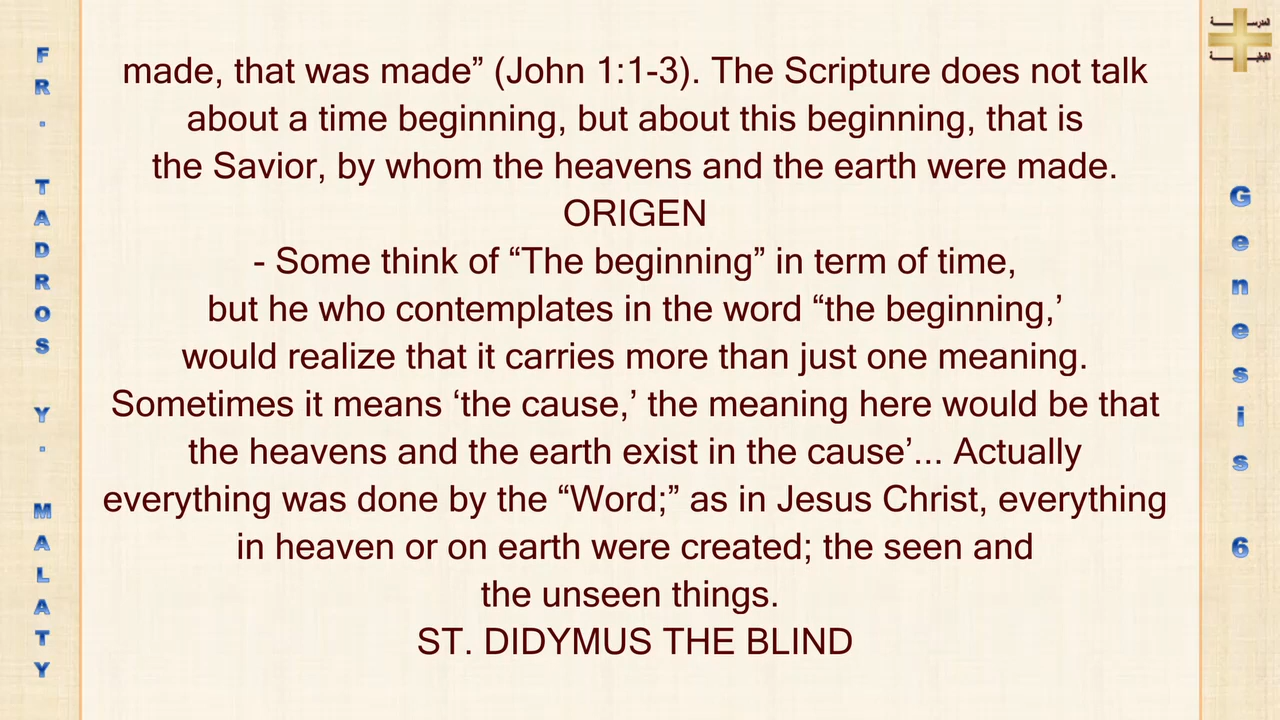 FR. TADROS Y. MALATY
made, that was made” (John 1:1-3). The Scripture does not talk
about a time beginning, but about this beginning, that is
the Savior, by whom the heavens and the earth were made.
ORIGEN
- Some think of “The beginning” in term of time,
but he who contemplates in the word “the beginning,’
would realize that it carries more than just one meaning.
Sometimes it means ‘the cause,’ the meaning here would be that
the heavens and the earth exist in the cause’... Actually
everything was done by the “Word;” as in Jesus Christ, everything
in heaven or on earth were created; the seen and
the unseen things.
ST. DIDYMUS THE BLIND
Genesis 6